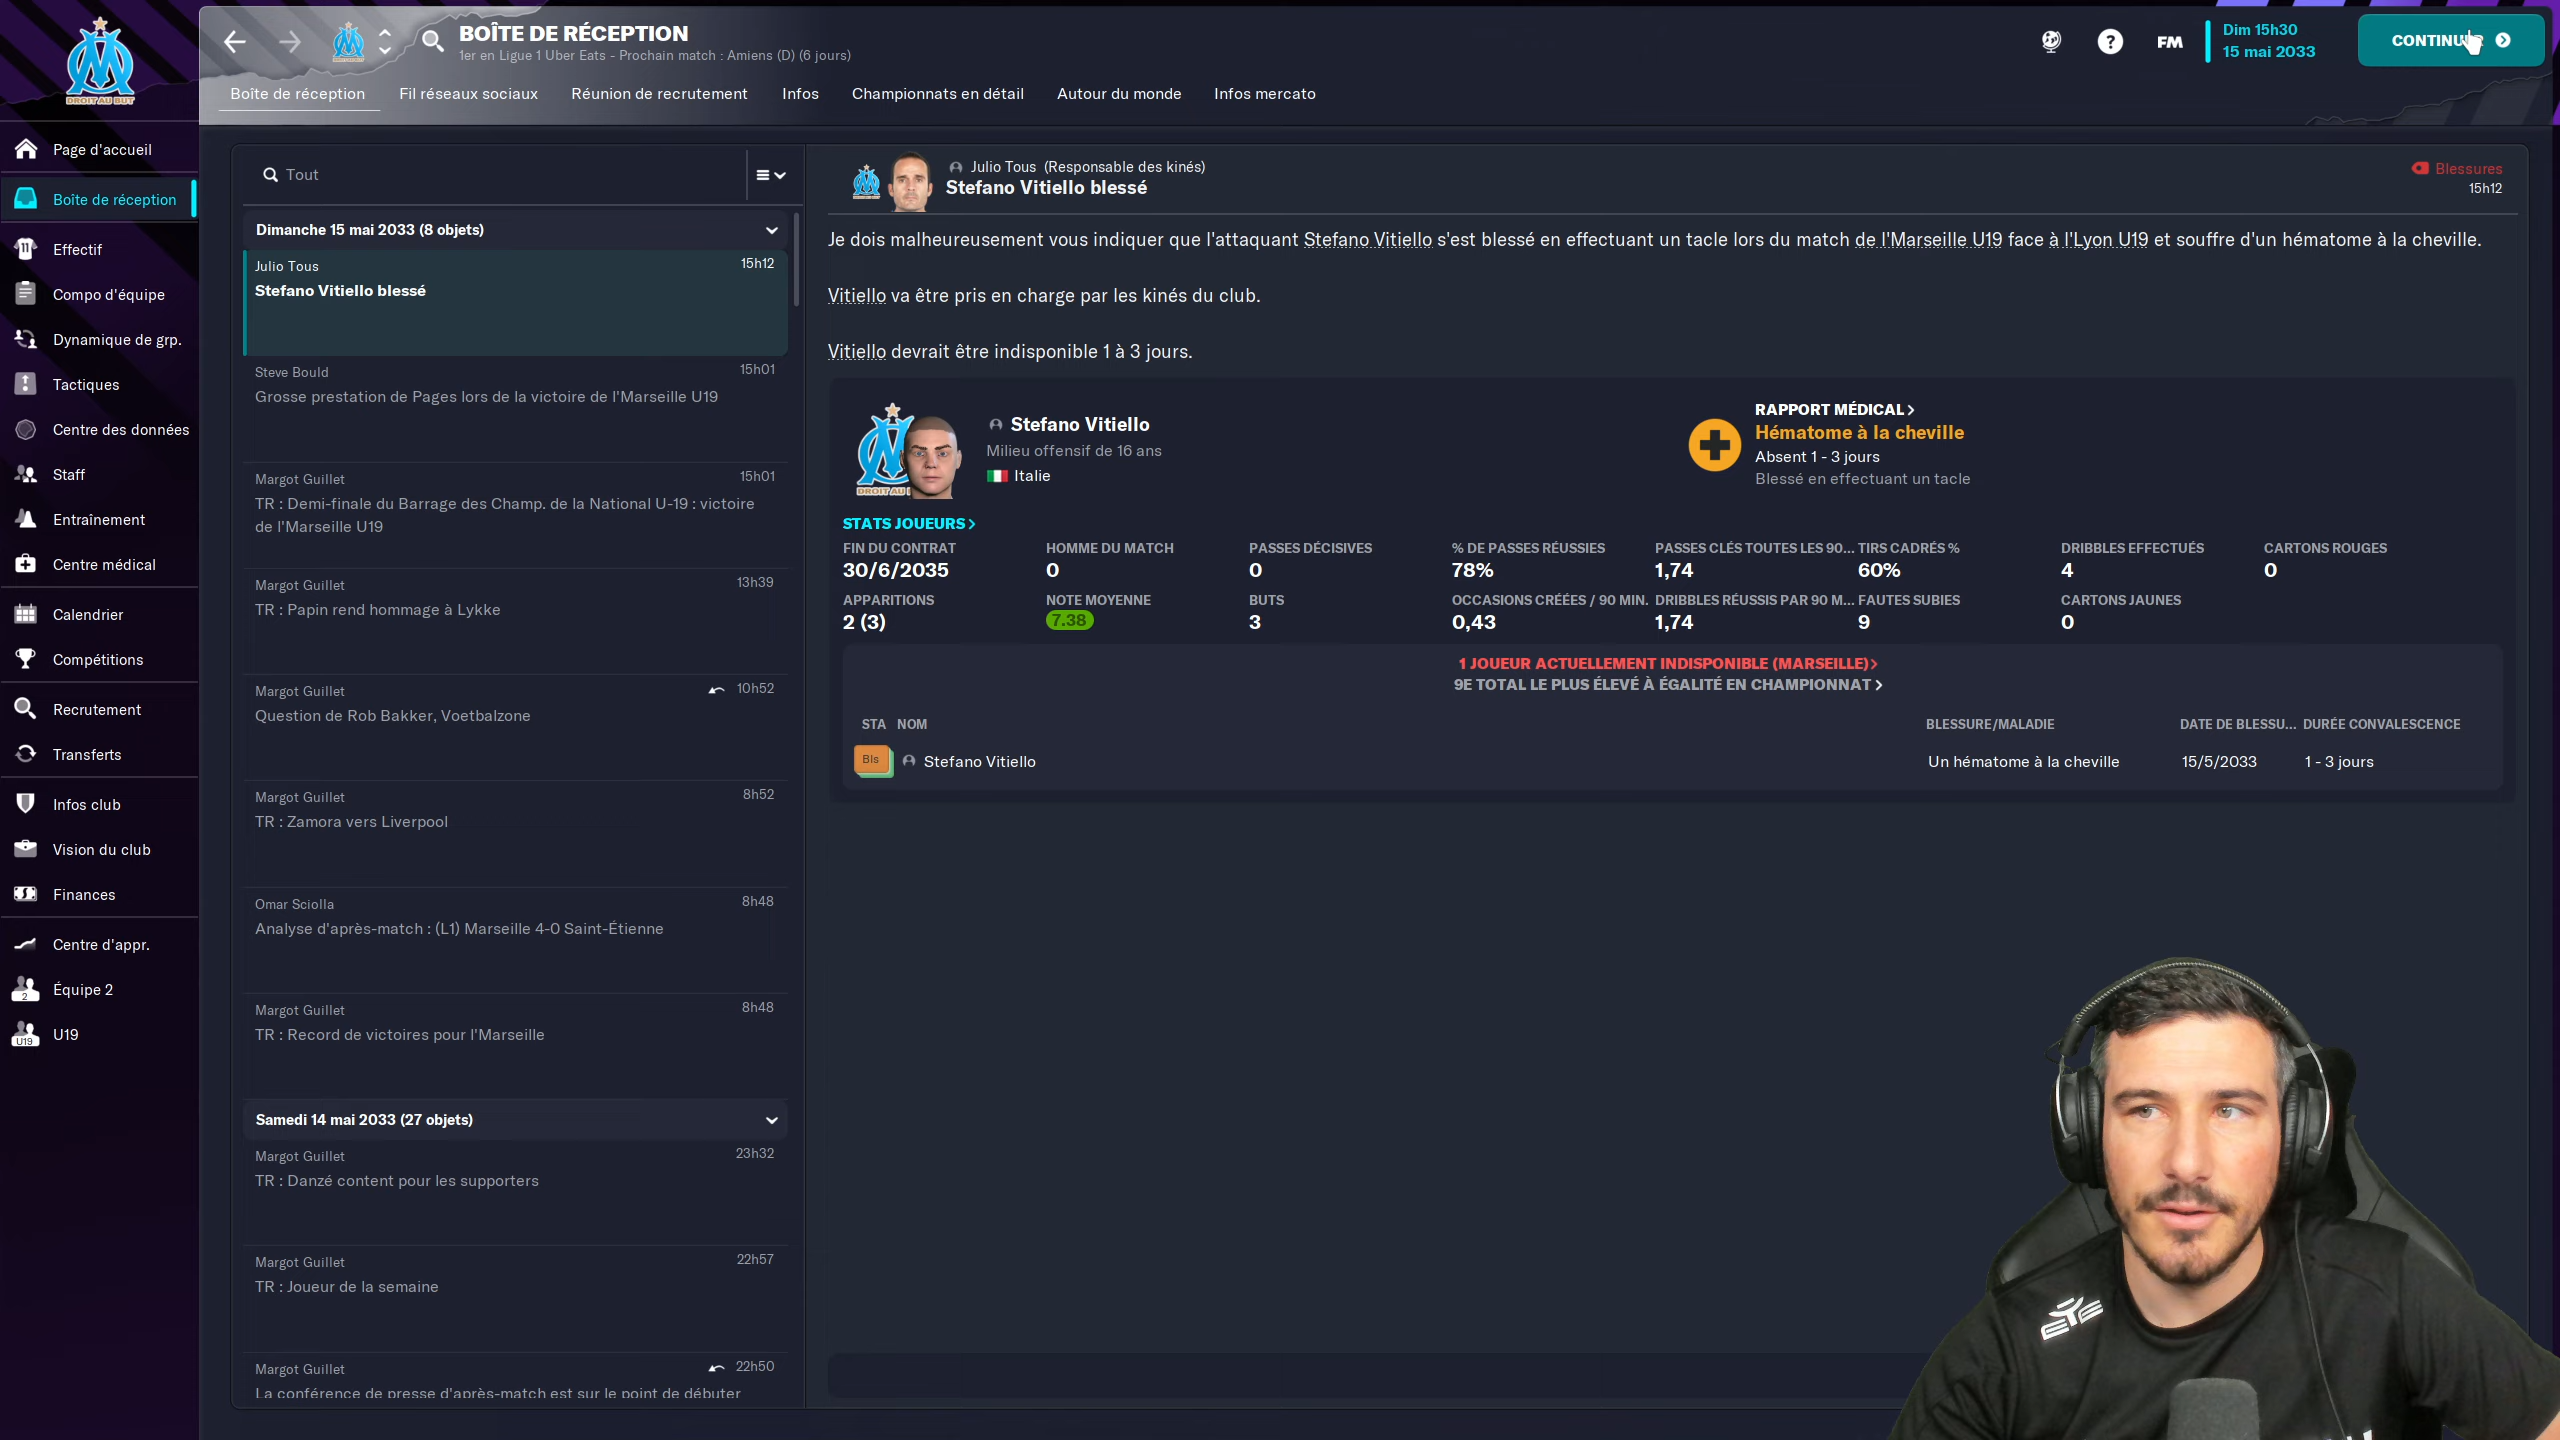 DROIT AU BUT
BOÎTE DE RÉCEPTION
1er en Ligue 1 Uber Eats - Prochain match : Amiens (D) (6 jours)
FM
Dim 15h30
15 mai 2033
Boîte de réception
Fil réseaux sociaux
Réunion de recrutement
Infos
Championnats en détail
Autour du monde
Infos mercato
Page d'accueil
Boîte de réception
Effectif
Compo d'équipe
Dynamique de grp.
Tactiques
Centre des données
Staff
Entraînement
Centre médical
Calendrier
Compétitions
Recrutement
Transferts
Infos club
Vision du club
Finances
Centre d'appr.
2
Équipe 2
U19
U19
Tout
Dimanche 15 mai 2033 (8 objets)
Julio Tous 15h12
Stefano Vitiello blessé
Steve Bould 15h01
Grosse prestation de Pages lors de la victoire de l'Marseille U19
Margot Guillet 15h01
TR : Demi-finale du Barrage des Champ. de la National U-19 : victoire
de l'Marseille U19
Margot Guillet 13h39
TR : Papin rend hommage à Lykke
Margot Guillet 10h52
Question de Rob Bakker, Voetbalzone
Margot Guillet 8h52
TR : Zamora vers Liverpool
Omar Sciolla 8h48
Analyse d'après-match : (L1) Marseille 4-0 Saint-Étienne
Margot Guillet 8h48
TR : Record de victoires pour l'Marseille
Samedi 14 mai 2033 (27 objets)
Margot Guillet 23h32
TR : Danzé content pour les supporters
Margot Guillet 22h57
TR : Joueur de la semaine
Margot Guillet 22h50
La conférence de presse d'après-match est sur le point de débuter
Julio Tous (Responsable des kinés)
Stefano Vitiello blessé
Blessures
15h12
Je dois malheureusement vous indiquer que l'attaquant Stefano Vitiello s'est blessé en effectuant un tacle lors du match de l'Marseille U19 face à l'Lyon U19 et souffre d'un hématome à la cheville.
Vitiello va être pris en charge par les kinés du club.
Vitiello devrait être indisponible 1 à 3 jours.
Stefano Vitiello
Milieu offensif de 16 ans
Italie
RAPPORT MÉDICAL
Hématome à la cheville
Absent 1 - 3 jours
Blessé en effectuant un tacle
STATS JOUEURS
FIN DU CONTRAT HOMME DU MATCH PASSES DÉCISIVES % DE PASSES RÉUSSIES PASSES CLÉS TOUTES LES 90... TIRS CADRÉS % DRIBBLES EFFECTUÉS CARTONS ROUGES
30/6/2035 0 0 78% 1,74 60% 4 0
APPARITIONS NOTE MOYENNE BUTS OCCASIONS CRÉÉES / 90 MIN. DRIBBLES RÉUSSIS PAR 90 M... FAUTES SUBIES CARTONS JAUNES
2 (3) 7.38 3 0,43 1,74 9 0
1 JOUEUR ACTUELLEMENT INDISPONIBLE (MARSEILLE)
9E TOTAL LE PLUS ÉLEVÉ À ÉGALITÉ EN CHAMPIONNAT
STA NOM BLESSURE/MALADIE DATE DE BLESSU... DURÉE CONVALESCENCE
Bls Stefano Vitiello Un hématome à la cheville 15/5/2033 1 - 3 jours